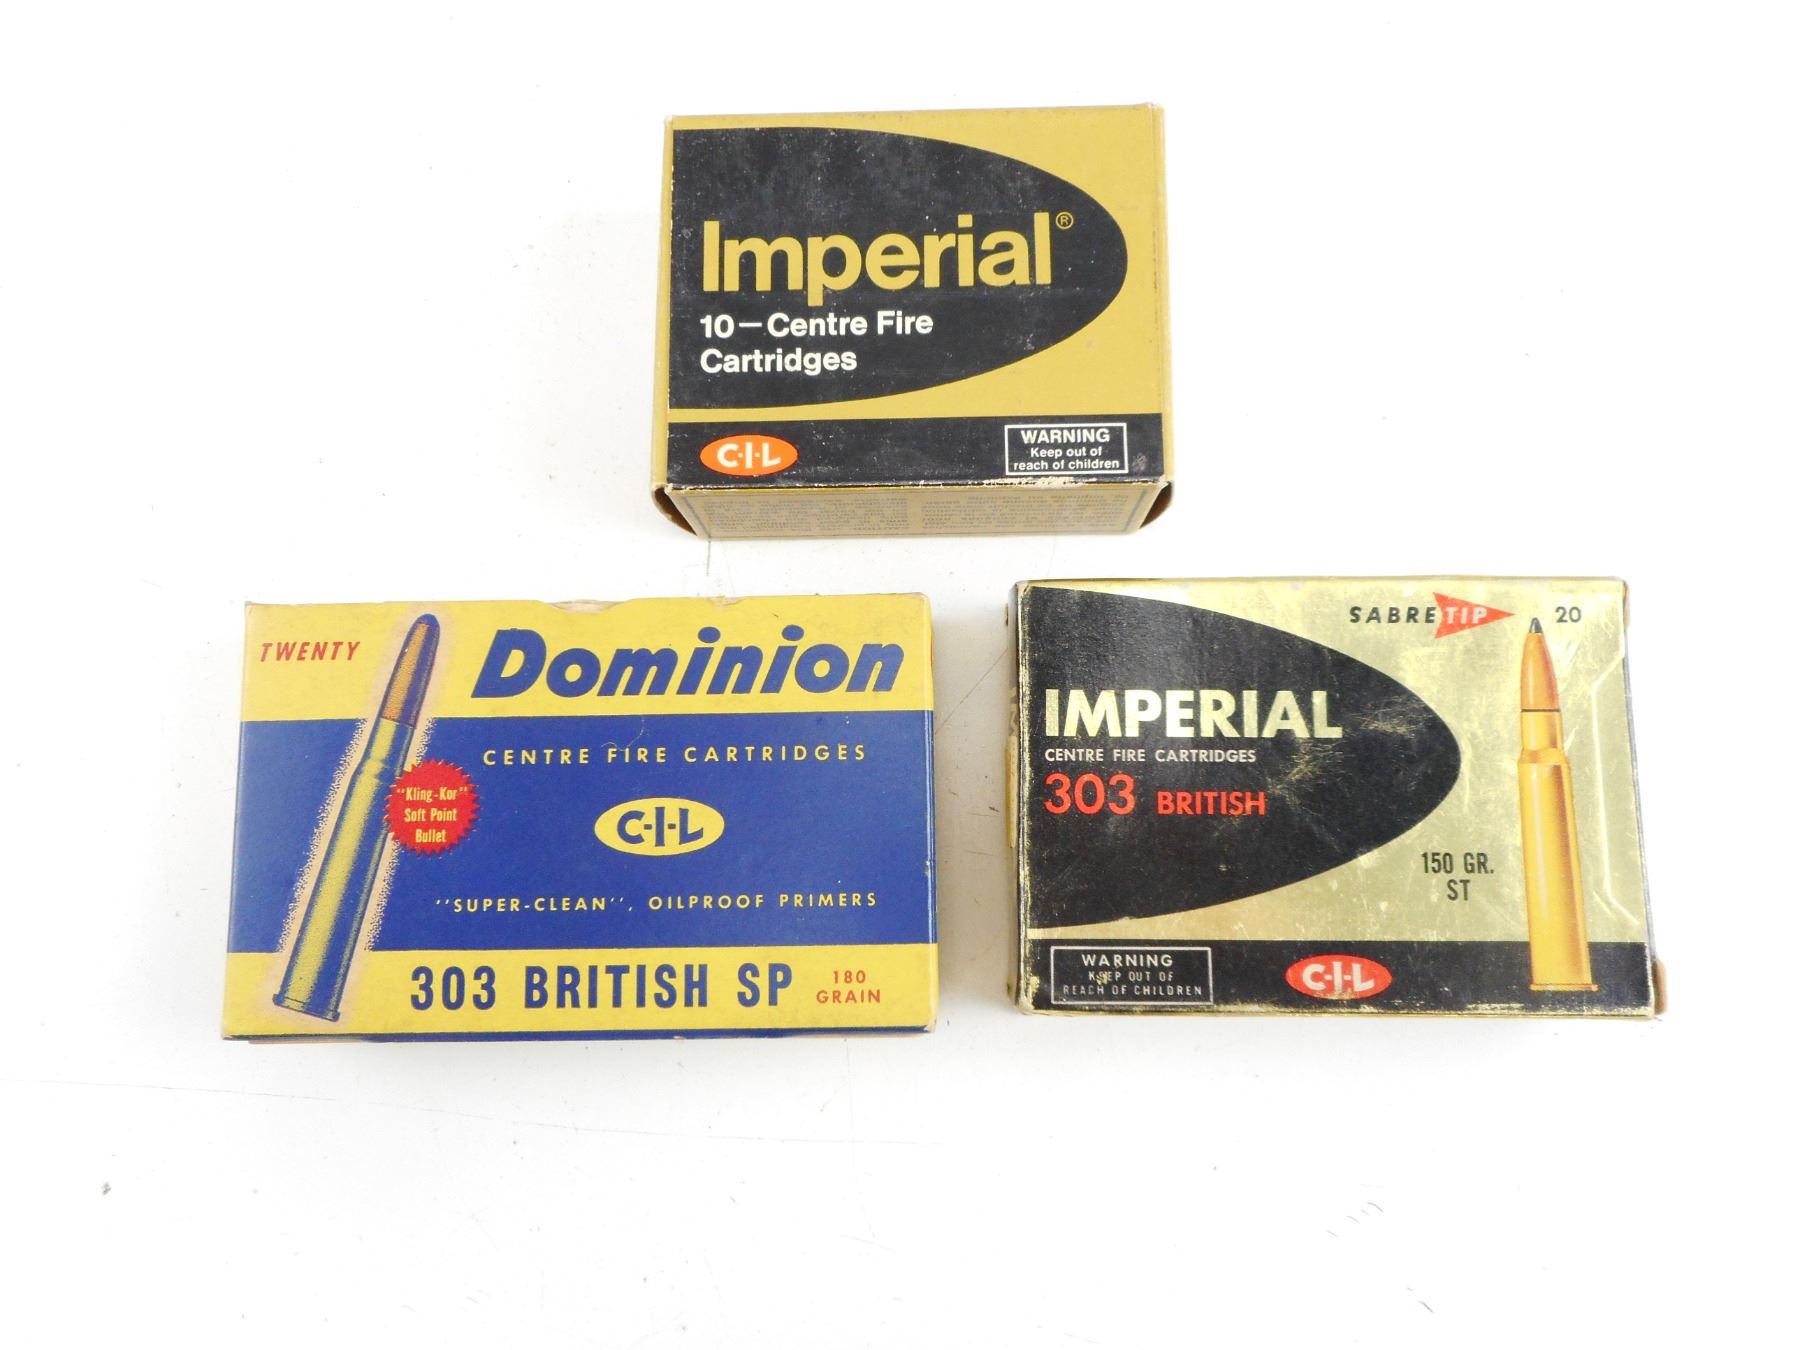 Imperial®
10—Centre Fire
Cartridges
C·I·L
WARNING
Keep out of
reach of children
TWENTY
Dominion
CENTRE FIRE CARTRIDGES
"Kling-Kor"
Soft Point
Bullet
C-I-L
"SUPER-CLEAN", OILPROOF PRIMERS
303 BRITISH SP
180
GRAIN
SABRE TIP
20
IMPERIAL
CENTRE FIRE CARTRIDGES
303 BRITISH
150 GR.
ST
WARNING
KEEP OUT OF
REACH OF CHILDREN
C-I-L